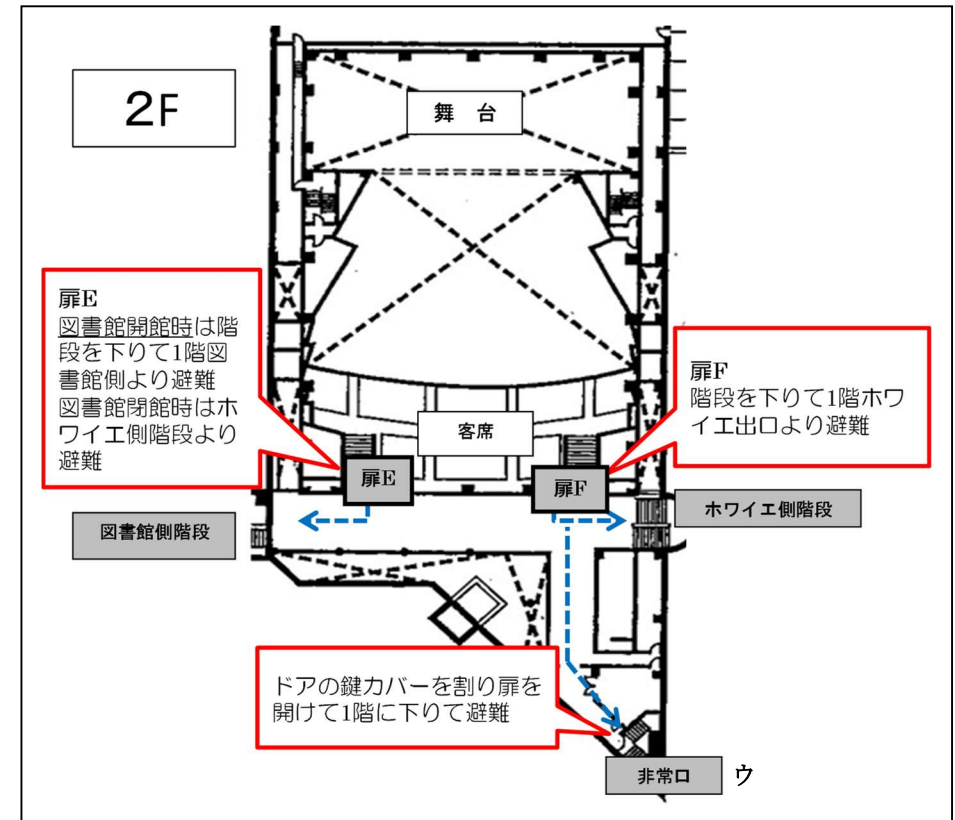 2F
舞 台
扉E
図書館開館時は階
段を下りて1階図
書館側より避難
図書館閉館時はホ
ワイエ側階段より
避難
扉F
階段を下りて1階ホワ
イエ出口より避難
客席
扉E
扉F
図書館側階段
ホワイエ側階段
ドアの鍵カバーを割り扉を
開けて1階に下りて避難
非常口 ウ